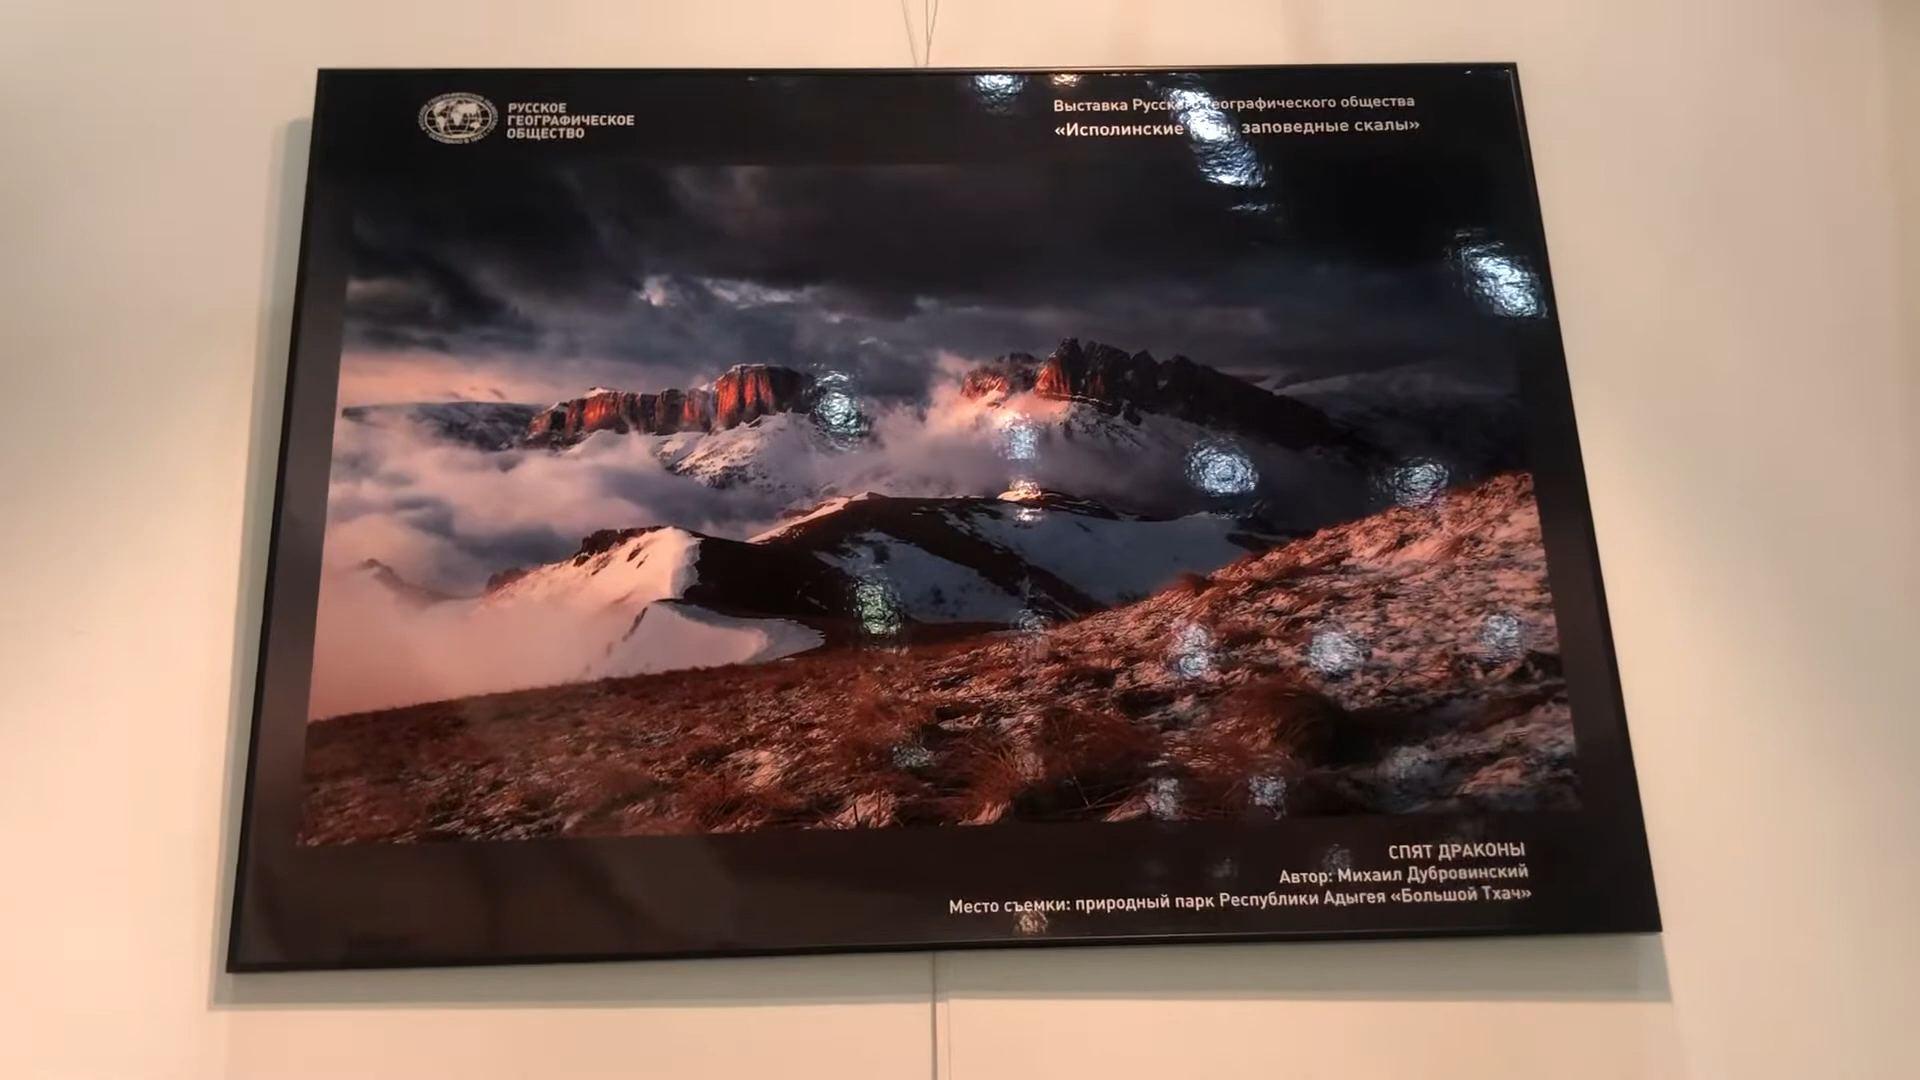 РУССКОЕ
ГЕОГРАФИЧЕСКОЕ
ОБЩЕСТВО
Выставка Русского географического общества
«Исполинские заповедные скалы»
СПЯТ ДРАКОНЫ
Автор: Михаил Дубровинский
Место съемки: природный парк Республики Адыгея «Большой Тхач»